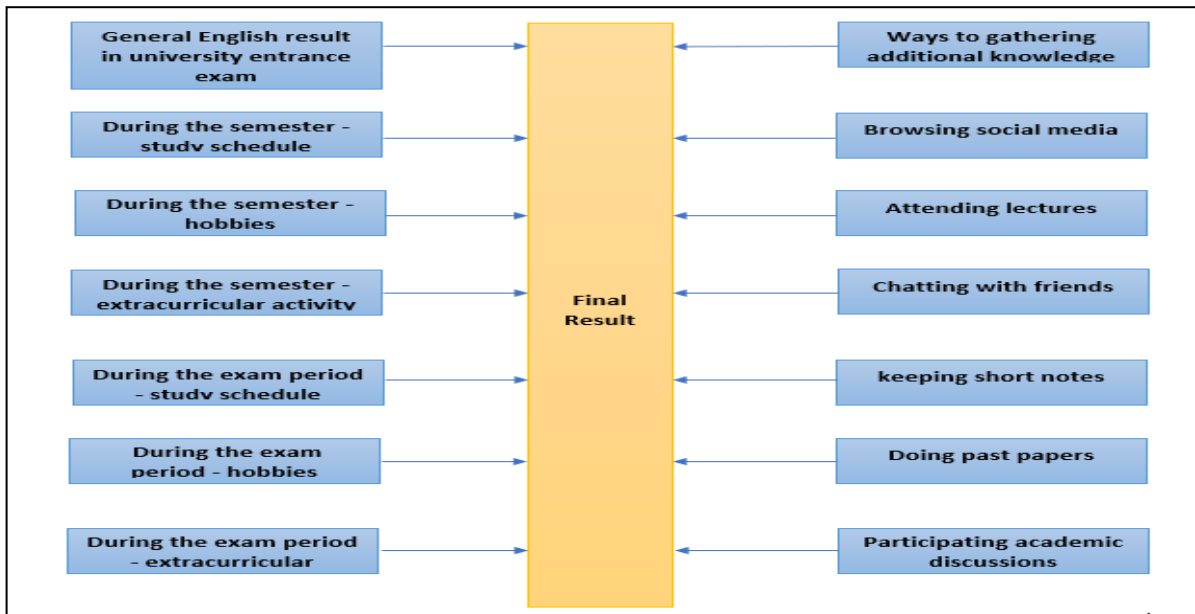 General English result
in university entrance
exam
During the semester -
study schedule
During the semester -
hobbies
During the semester -
extracurricular activity
During the exam period
- study schedule
During the exam
period - hobbies
During the exam period
- extracurricular
Final
Result
Ways to gathering
additional knowledge
Browsing social media
Attending lectures
Chatting with friends
keeping short notes
Doing past papers
Participating academic
discussions